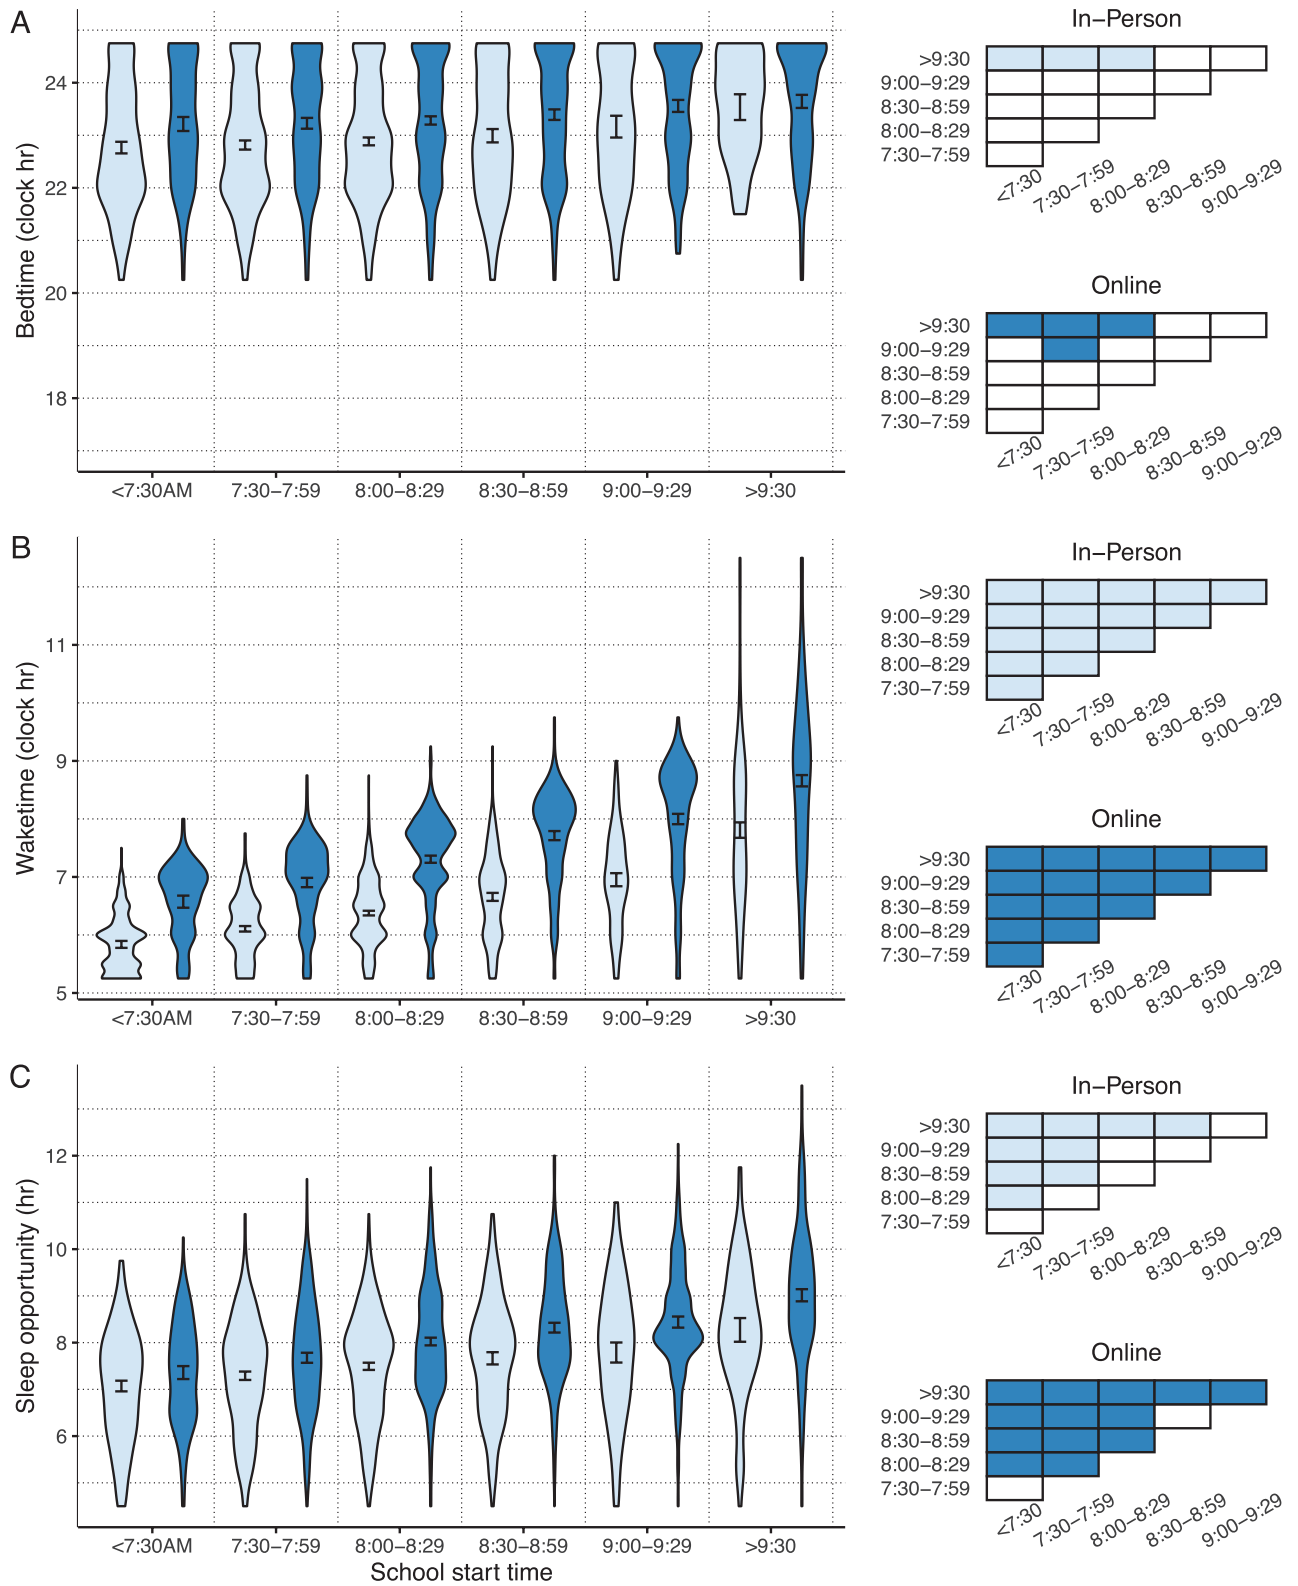 A
Bedtime (clock hr)
24
22
20
18
<7:30AM 7:30–7:59 8:00–8:29 8:30–8:59 9:00–9:29 >9:30
In–Person
>9:30
9:00–9:29
8:30–8:59
8:00–8:29
7:30–7:59
<7:30 7:30–7:59 8:00–8:29 8:30–8:59 9:00–9:29
Online
>9:30
9:00–9:29
8:30–8:59
8:00–8:29
7:30–7:59
<7:30 7:30–7:59 8:00–8:29 8:30–8:59 9:00–9:29
B
Waketime (clock hr)
11
9
7
5
<7:30AM 7:30–7:59 8:00–8:29 8:30–8:59 9:00–9:29 >9:30
In–Person
>9:30
9:00–9:29
8:30–8:59
8:00–8:29
7:30–7:59
<7:30 7:30–7:59 8:00–8:29 8:30–8:59 9:00–9:29
Online
>9:30
9:00–9:29
8:30–8:59
8:00–8:29
7:30–7:59
<7:30 7:30–7:59 8:00–8:29 8:30–8:59 9:00–9:29
C
Sleep opportunity (hr)
12
10
8
6
<7:30AM 7:30–7:59 8:00–8:29 8:30–8:59 9:00–9:29 >9:30
School start time
In–Person
>9:30
9:00–9:29
8:30–8:59
8:00–8:29
7:30–7:59
<7:30 7:30–7:59 8:00–8:29 8:30–8:59 9:00–9:29
Online
>9:30
9:00–9:29
8:30–8:59
8:00–8:29
7:30–7:59
<7:30 7:30–7:59 8:00–8:29 8:30–8:59 9:00–9:29